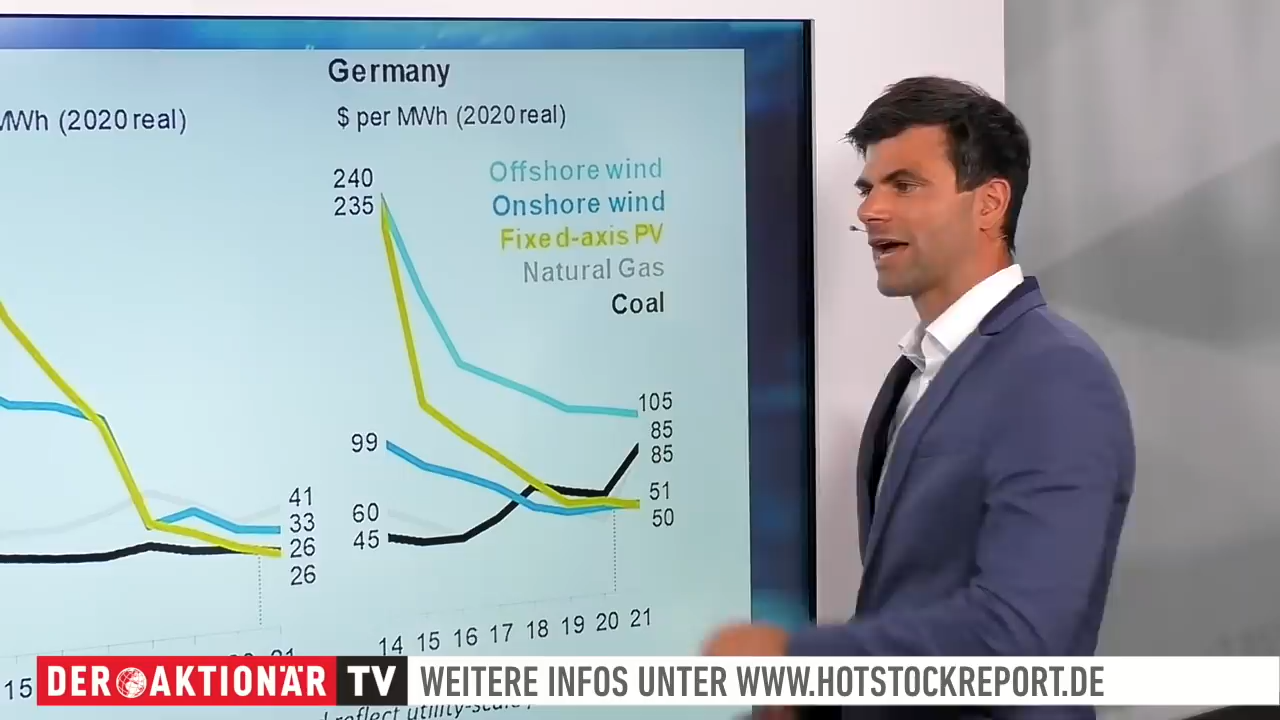 Germany
MWh (2020 real)
$ per MWh (2020 real)
240
235
Offshore wind
Onshore wind
Fixed-axis PV
Natural Gas
Coal
105
99
85
85
41
33
26
26
60
45
51
50
14 15 16 17 18 19 20 21
15
DER AKTIONÄR TV
WEITERE INFOS UNTER WWW.HOTSTOCKREPORT.DE
reflect